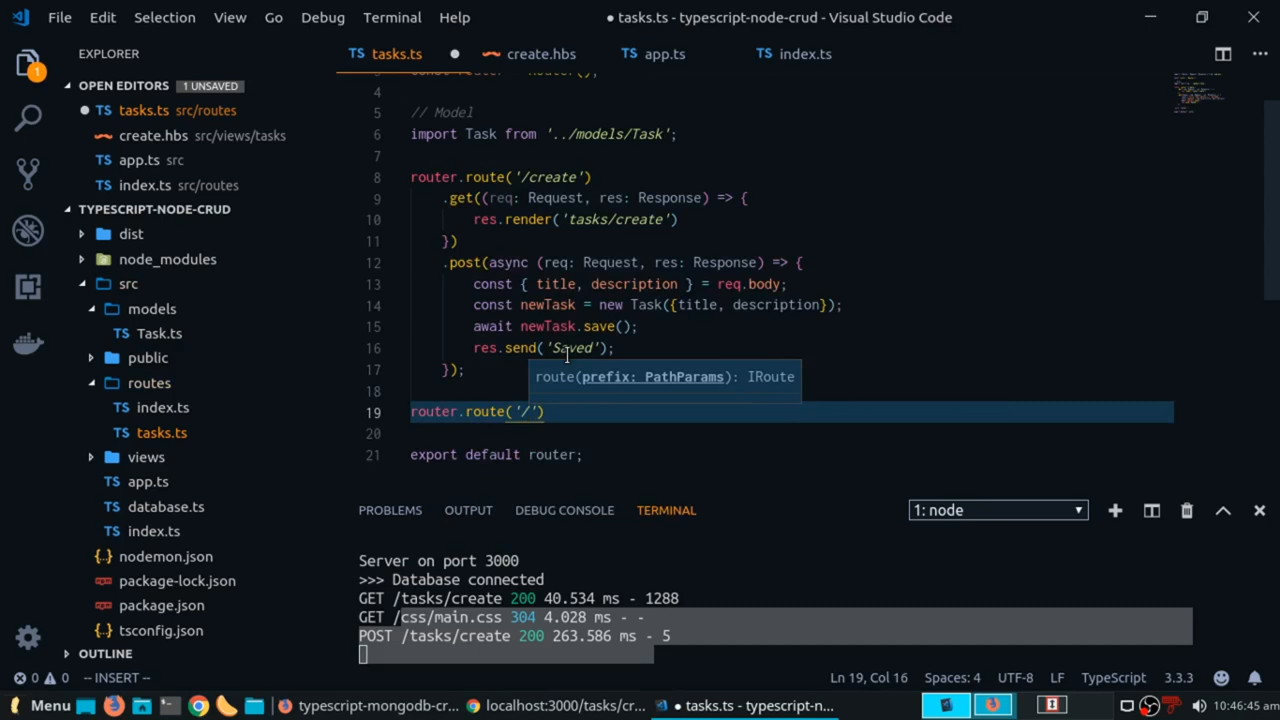 File Edit Selection View Go Debug Terminal Help
● tasks.ts - typescript-node-crud - Visual Studio Code
EXPLORER
OPEN EDITORS 1 UNSAVED
TS tasks.ts src/routes
create.hbs src/views/tasks
TS app.ts src
TS index.ts src/routes
TYPESCRIPT-NODE-CRUD
dist
node_modules
src
models
TS Task.ts
public
routes
TS index.ts
TS tasks.ts
views
TS app.ts
TS database.ts
TS index.ts
{..} nodemon.json
package-lock.json
package.json
{..} tsconfig.json
OUTLINE
1
TS tasks.ts ● create.hbs TS app.ts TS index.ts
4
5 // Model
6 import Task from '../models/Task';
7
8 router.route('/create')
9 .get((req: Request, res: Response) => {
10 res.render('tasks/create')
11 })
12 .post(async (req: Request, res: Response) => {
13 const { title, description } = req.body;
14 const newTask = new Task({title, description});
15 await newTask.save();
16 res.send('Saved');
17 });
route(prefix: PathParams): IRoute
18
19 router.route('/')
20
21 export default router;
PROBLEMS OUTPUT DEBUG CONSOLE TERMINAL 1: node
Server on port 3000
>>> Database connected
GET /tasks/create 200 40.534 ms - 1288
GET /css/main.css 304 4.028 ms - -
POST /tasks/create 200 263.586 ms - 5
0 0 -- INSERT -- Ln 19, Col 16 Spaces: 4 UTF-8 LF TypeScript 3.3.3
Menu typescript-mongodb-cr... localhost:3000/tasks/cr... ● tasks.ts - typescript-n... 10:46:45 am